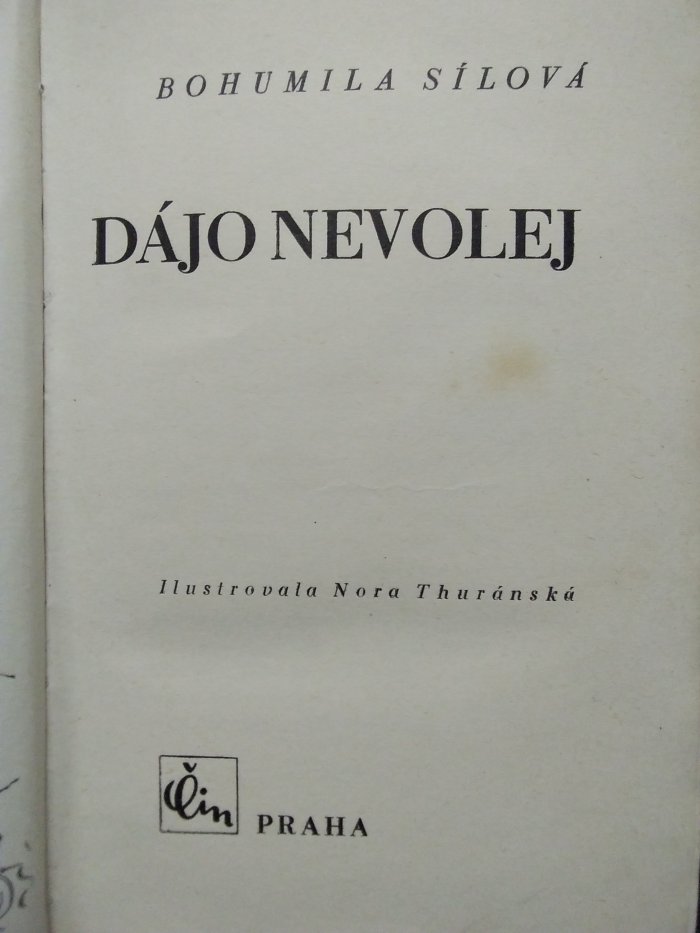 BOHUMILA SÍLOVÁ
DÁJO NEVOLEJ
Ilustrovala Nora Thuránská
Čin PRAHA